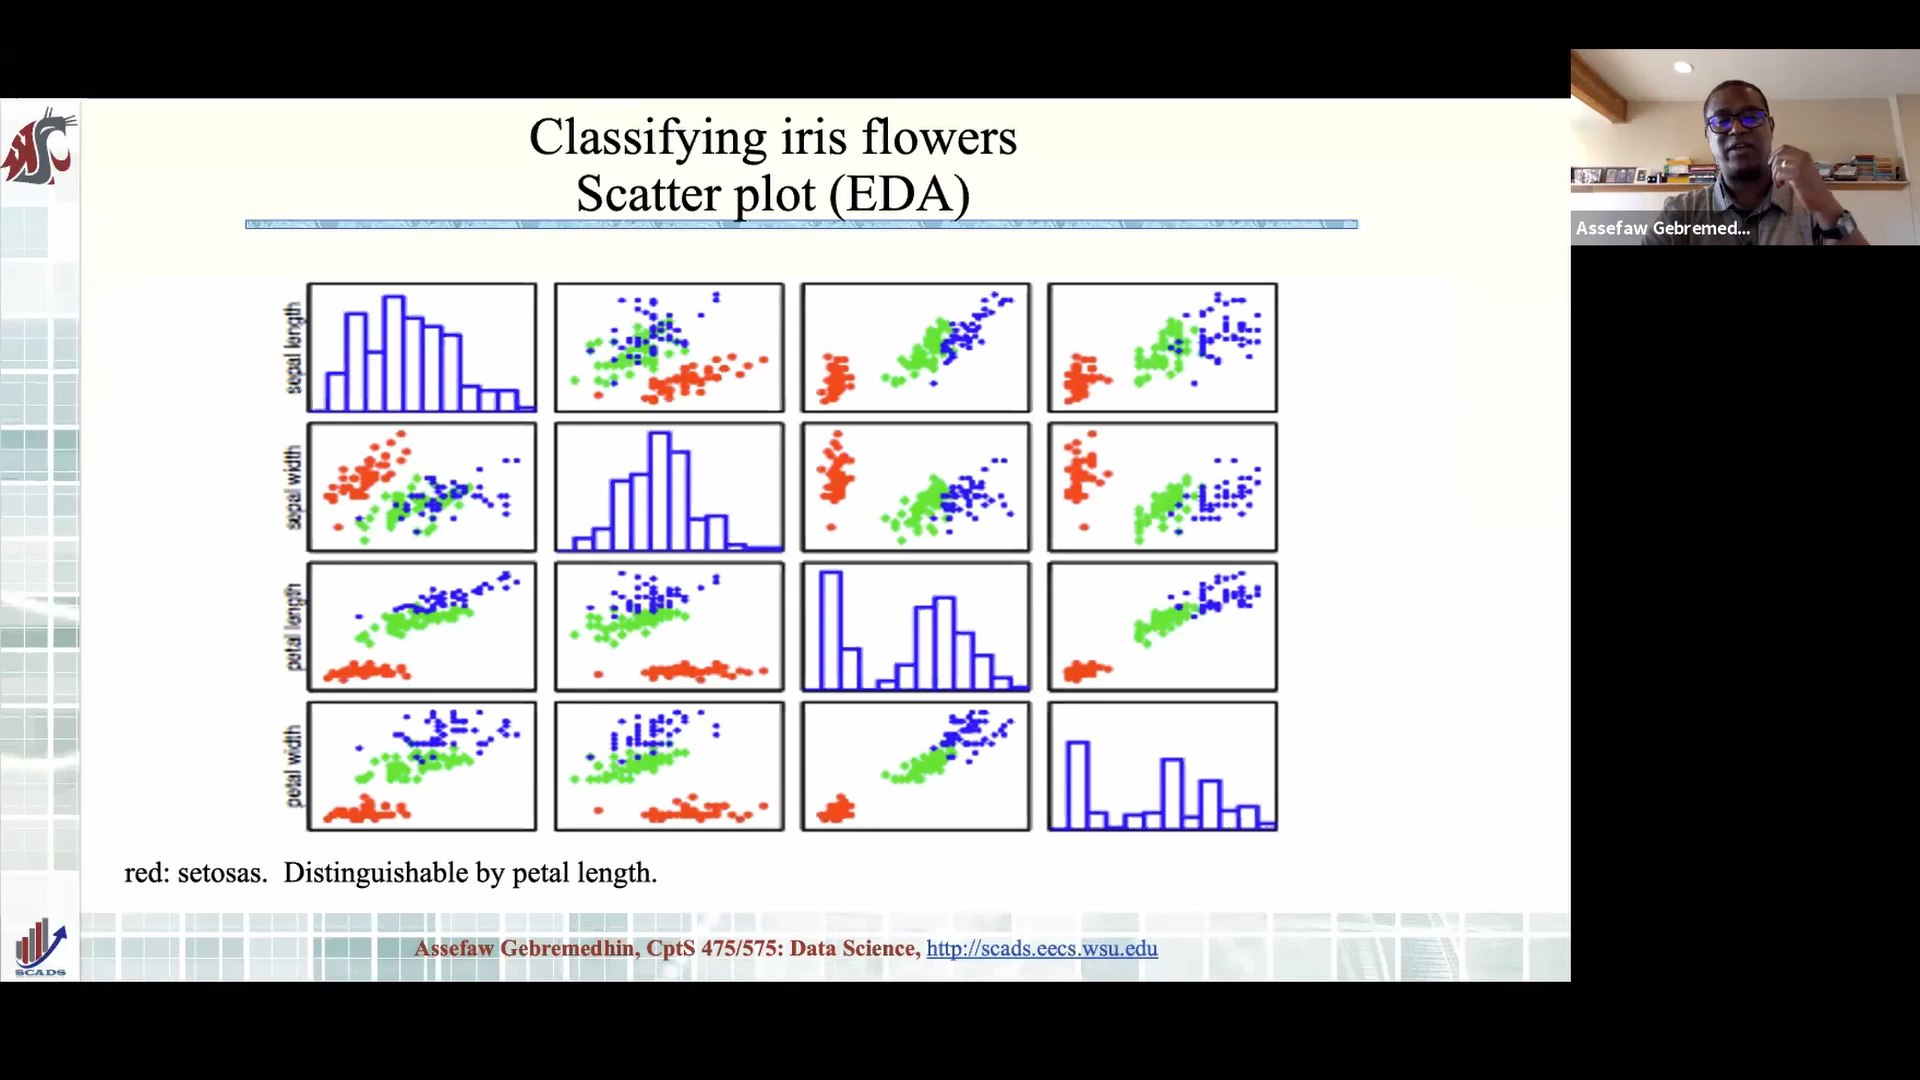 Classifying iris flowers
Scatter plot (EDA)
Assefaw Gebremed...
sepal length
sepal width
petal length
petal width
red: setosas. Distinguishable by petal length.
SCADS
Assefaw Gebremedhin, CptS 475/575: Data Science, http://scads.eecs.wsu.edu